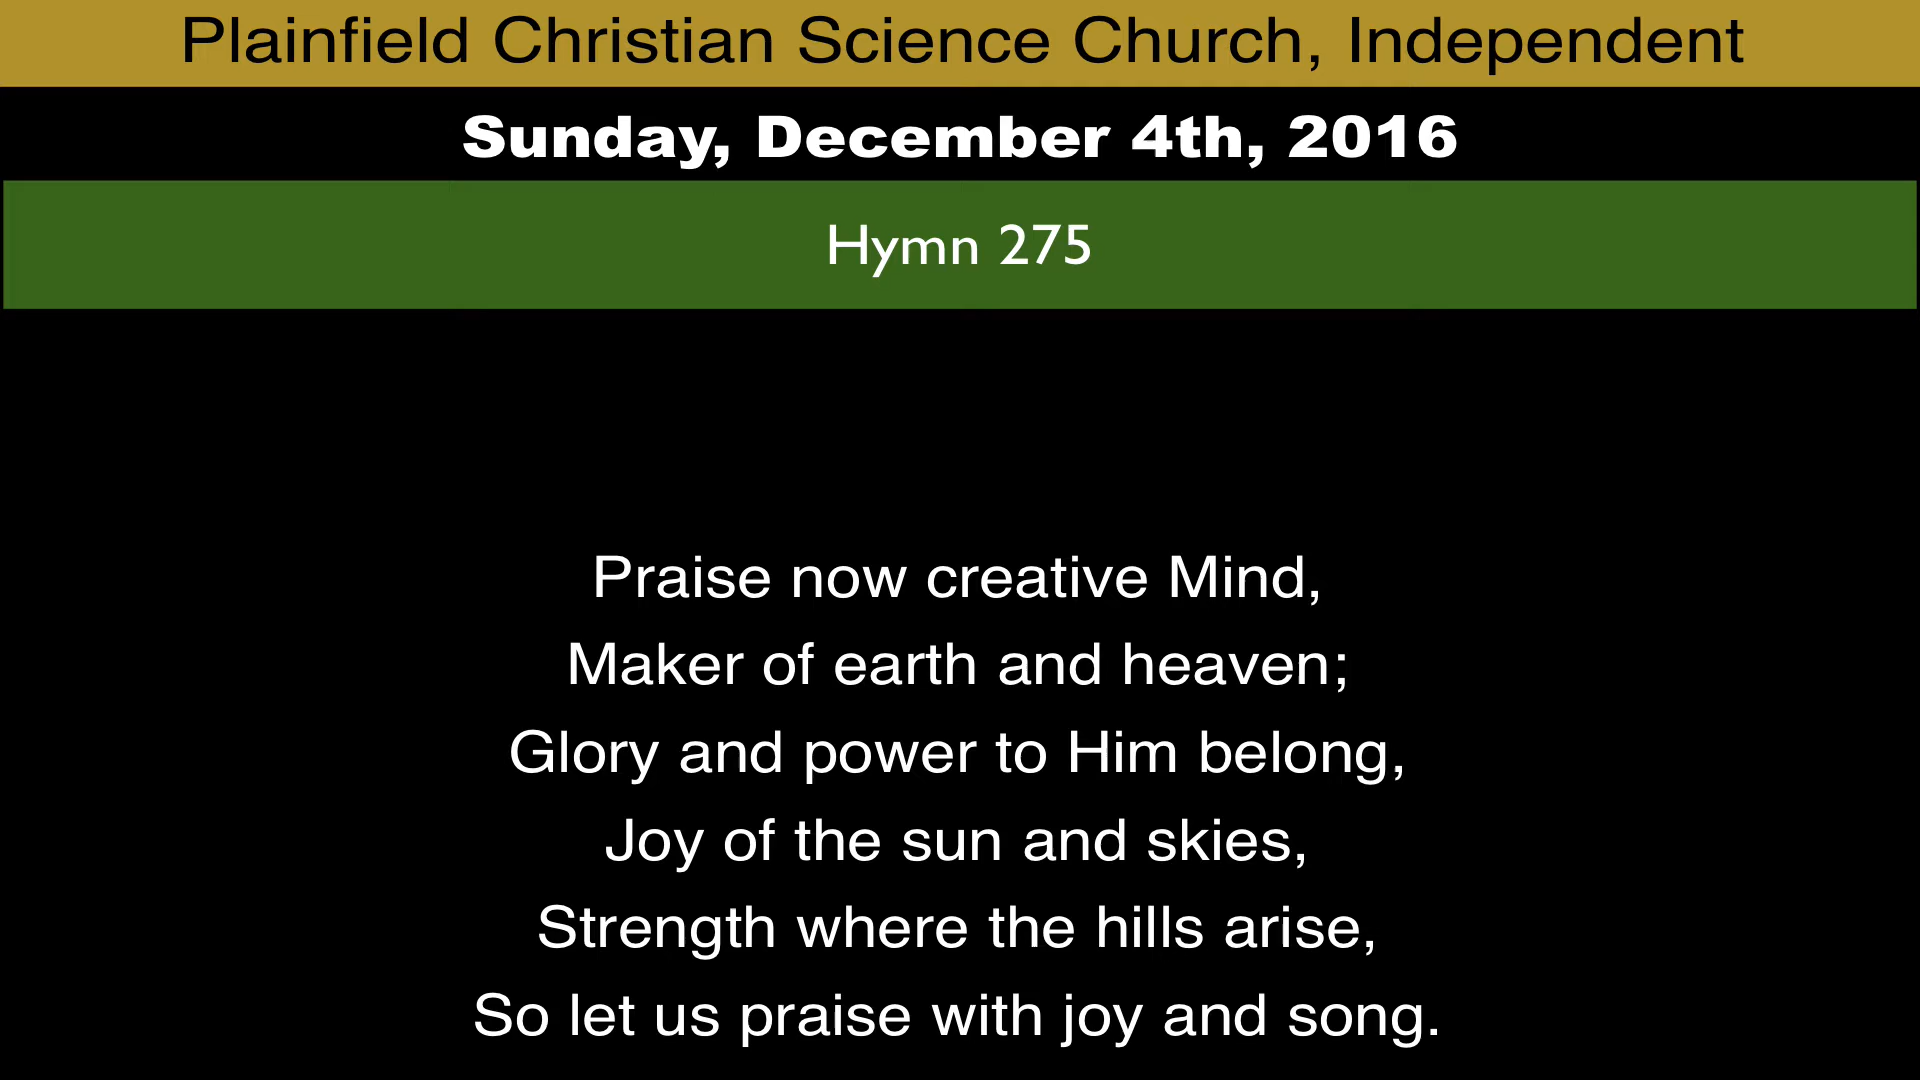 Plainfield Christian Science Church, Independent
Sunday, December 4th, 2016
Hymn 275
Praise now creative Mind,
Maker of earth and heaven;
Glory and power to Him belong,
Joy of the sun and skies,
Strength where the hills arise,
So let us praise with joy and song.